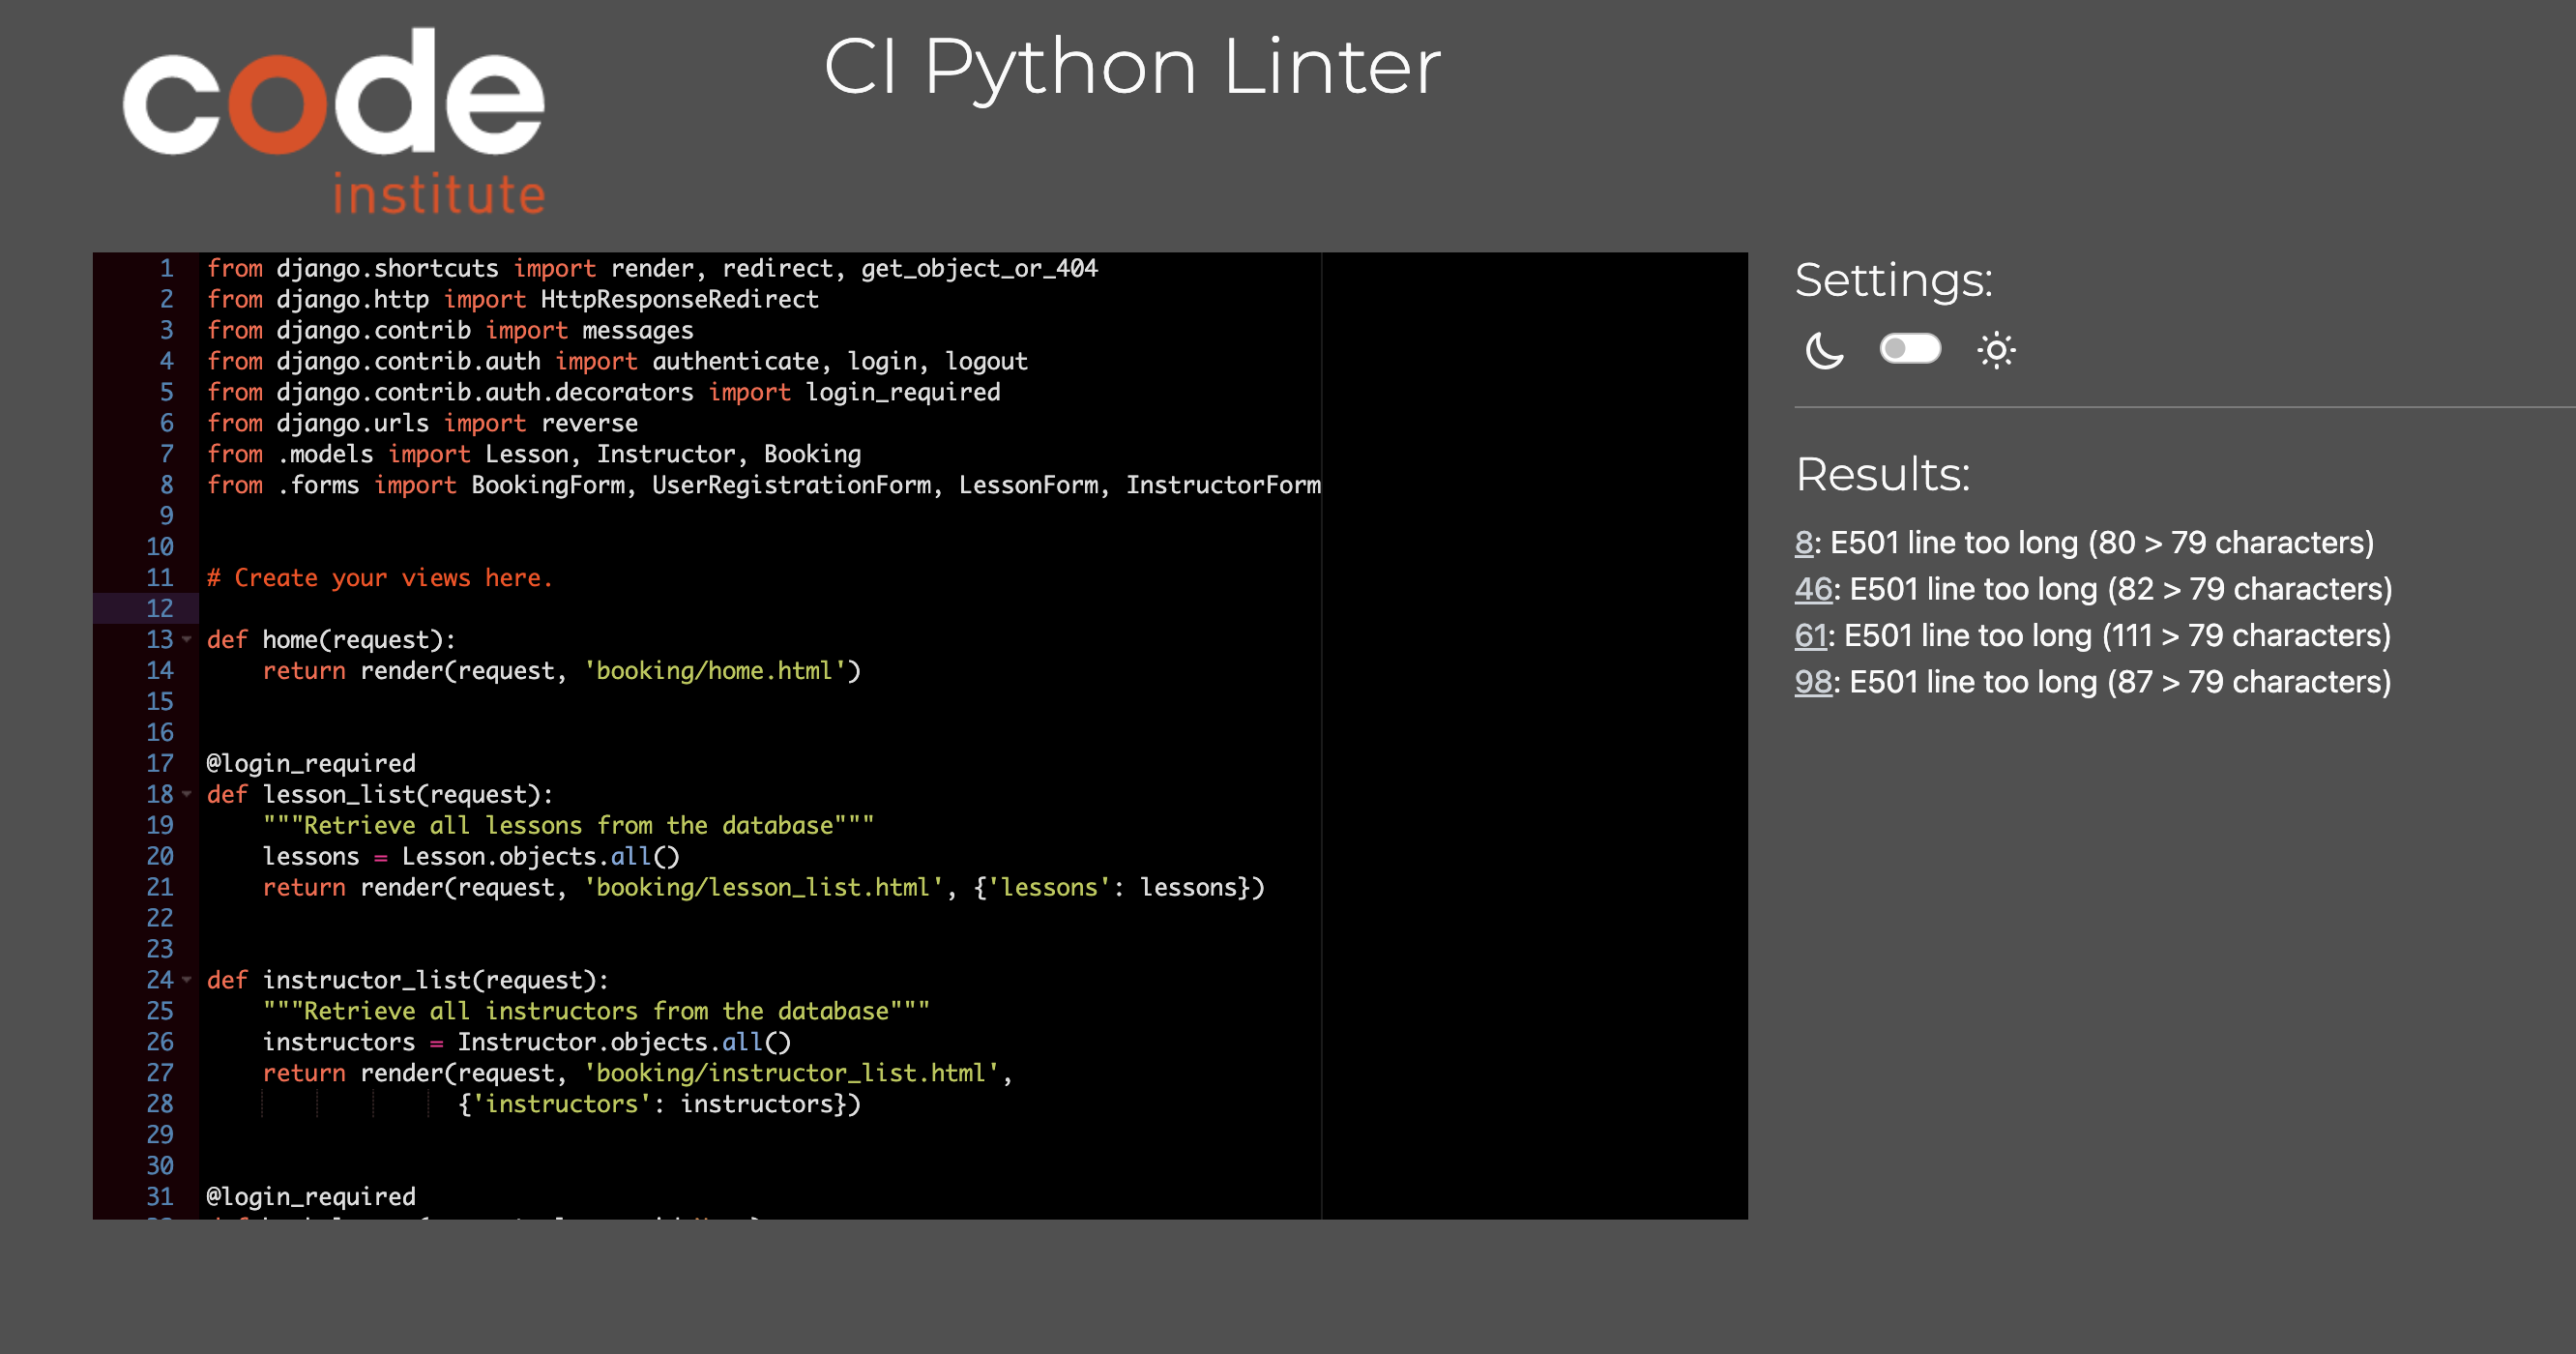 code
institute
CI Python Linter
1 from django.shortcuts import render, redirect, get_object_or_404
2 from django.http import HttpResponseRedirect
3 from django.contrib import messages
4 from django.contrib.auth import authenticate, login, logout
5 from django.contrib.auth.decorators import login_required
6 from django.urls import reverse
7 from .models import Lesson, Instructor, Booking
8 from .forms import BookingForm, UserRegistrationForm, LessonForm, InstructorForm
9
10
11 # Create your views here.
12
13 def home(request):
14     return render(request, 'booking/home.html')
15
16
17 @login_required
18 def lesson_list(request):
19     """Retrieve all lessons from the database"""
20     lessons = Lesson.objects.all()
21     return render(request, 'booking/lesson_list.html', {'lessons': lessons})
22
23
24 def instructor_list(request):
25     """Retrieve all instructors from the database"""
26     instructors = Instructor.objects.all()
27     return render(request, 'booking/instructor_list.html',
28                   {'instructors': instructors})
29
30
31 @login_required
Settings:
Results:
8: E501 line too long (80 > 79 characters)
46: E501 line too long (82 > 79 characters)
61: E501 line too long (111 > 79 characters)
98: E501 line too long (87 > 79 characters)